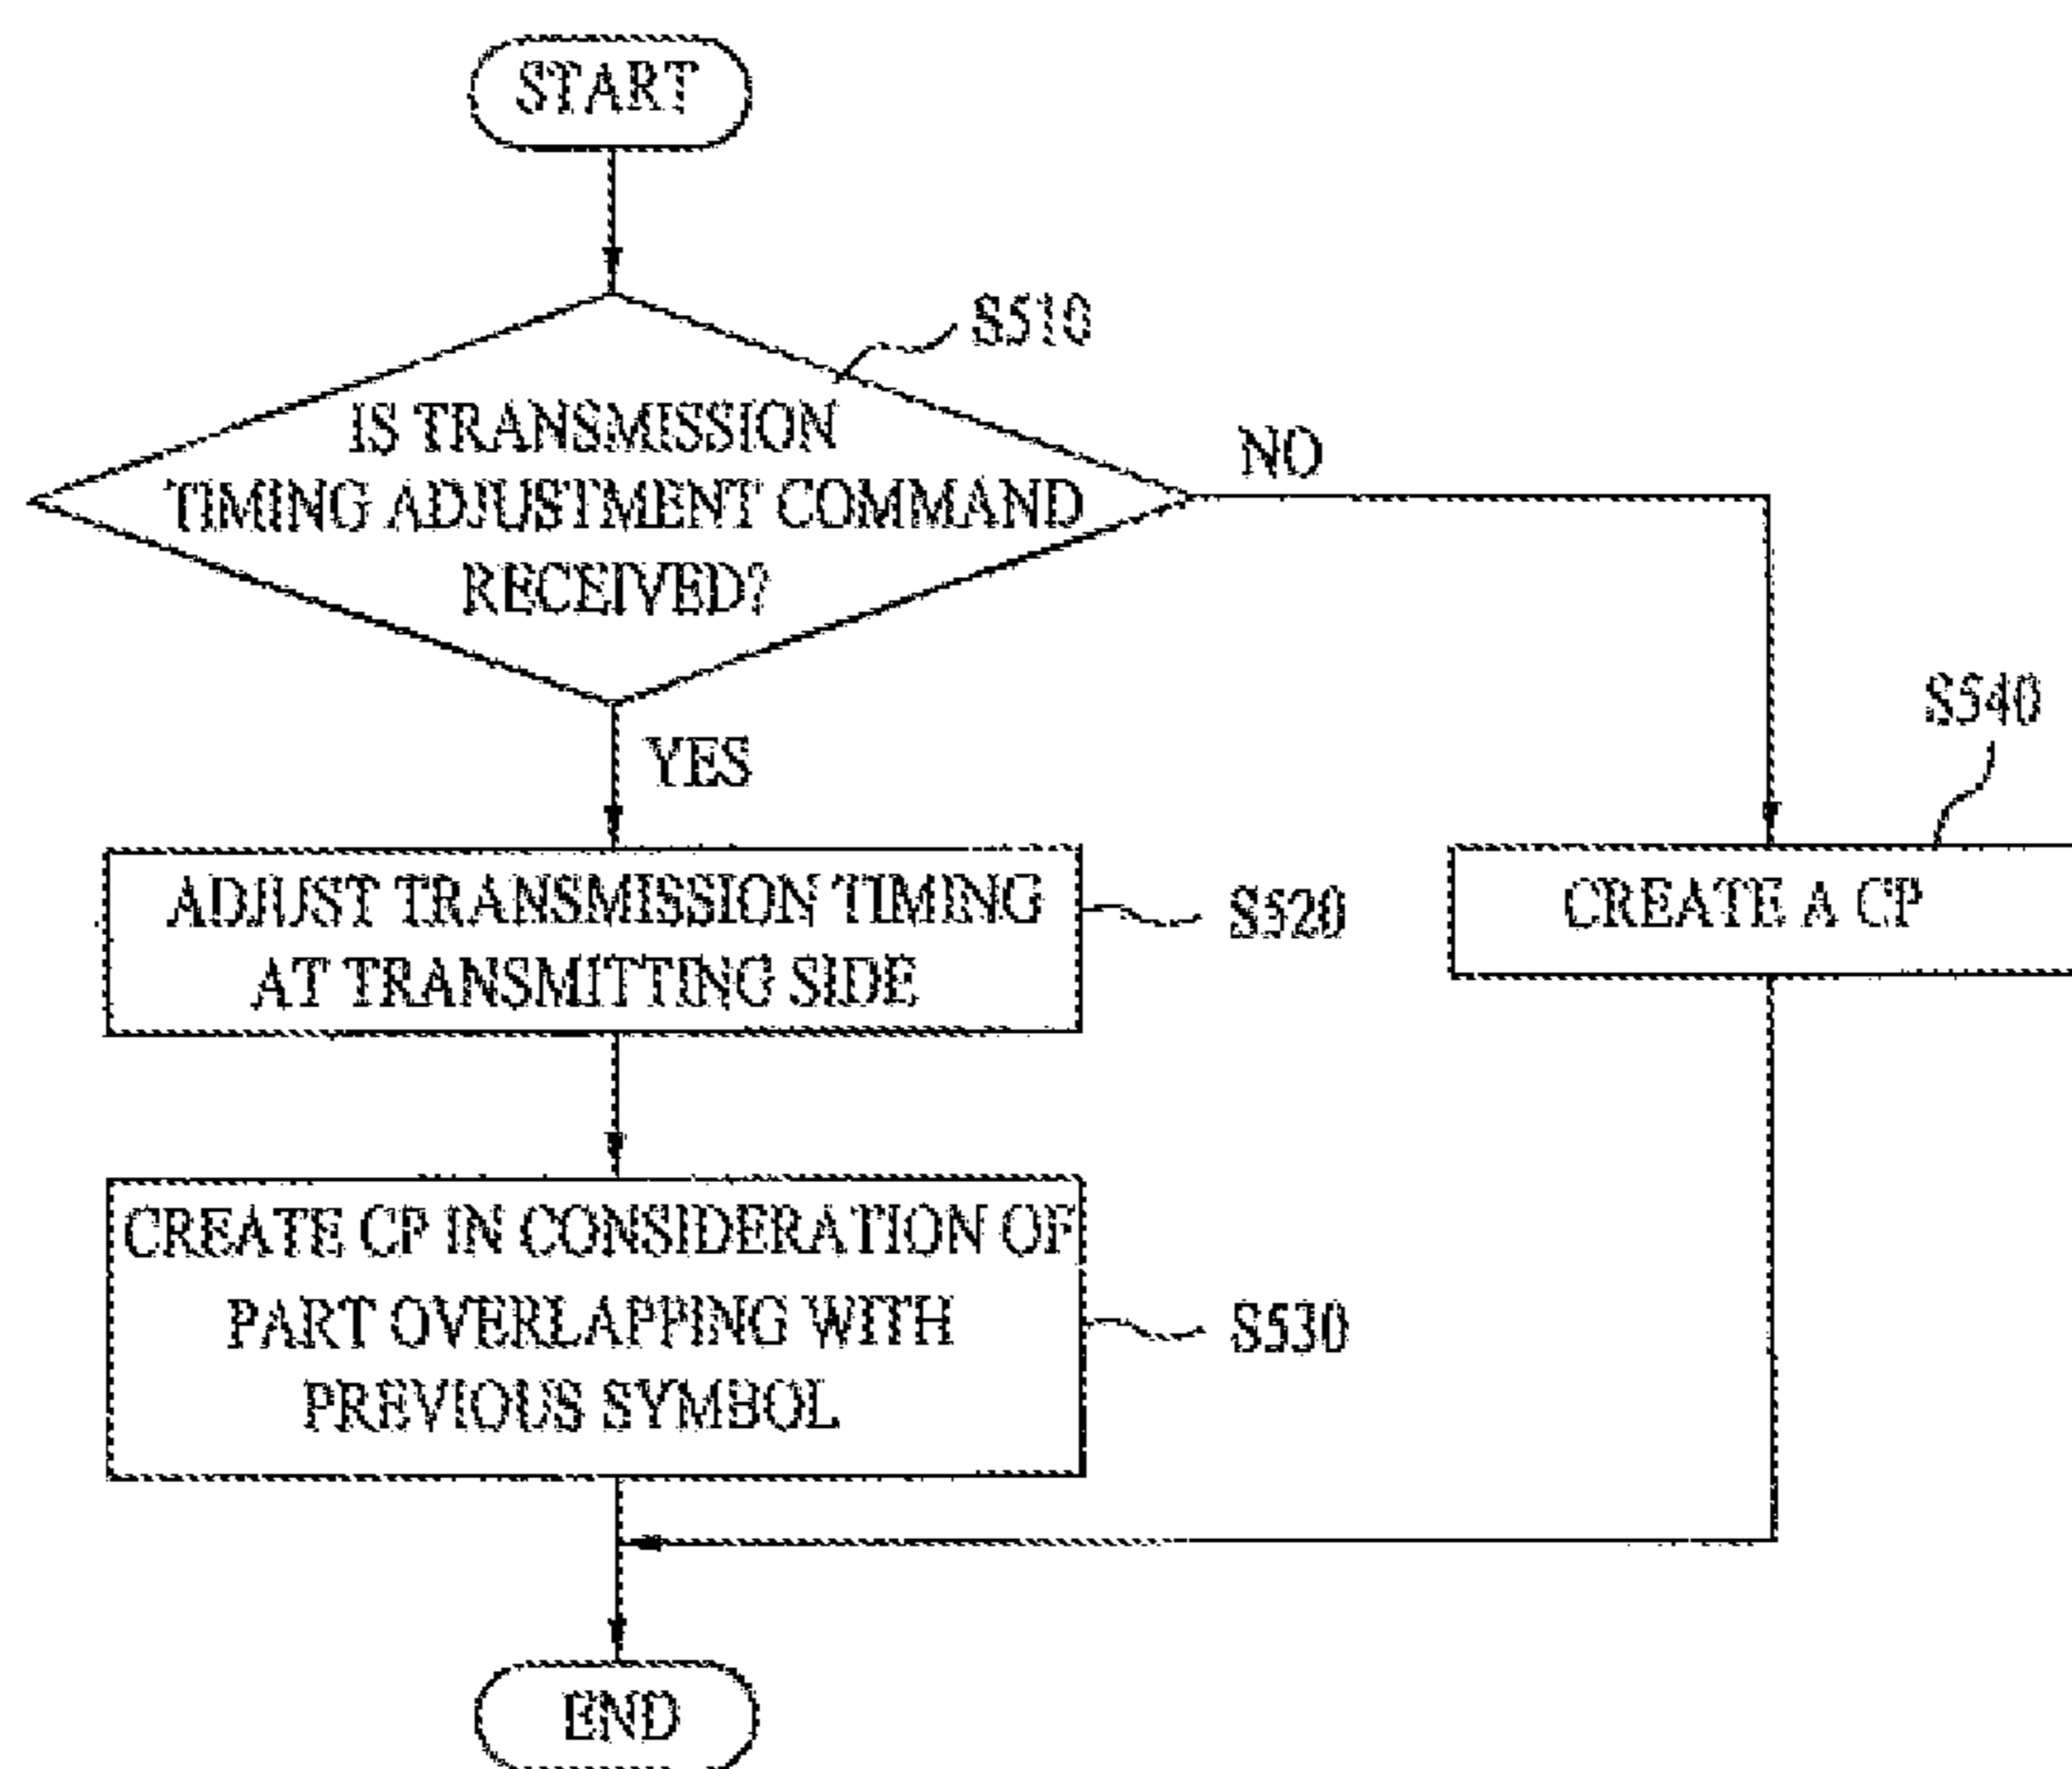 START
S510
IS TRANSMISSION
TIMING ADJUSTMENT COMMAND
RECEIVED?
NO
YES
S540
ADJUST TRANSMISSION TIMING
AT TRANSMITTING SIDE
S520
CREATE A CP
CREATE CP IN CONSIDERATION OF
PART OVERLAPPING WITH
PREVIOUS SYMBOL
S530
END